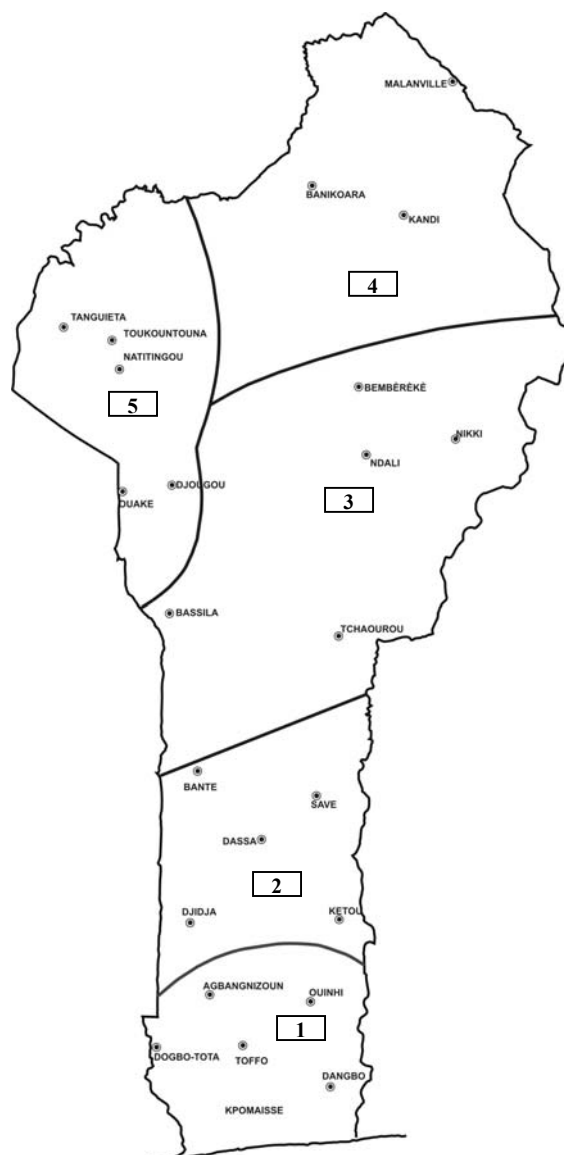 MALANVILLE
BANIKOARA
KANDI
4
TANGUIETA
TOUKOUNTOUNA
NATITINGOU
5
BEMBÈRÈKÉ
NIKKI
NDALI
DJOUGOU
OUAKE
3
BASSILA
TCHAOUROU
BANTE
SAVE
DASSA
2
DJIDJA
KETOU
AGBANGNIZOUN
OUINHI
1
DOGBO-TOTA
TOFFO
DANGBO
KPOMAISSE